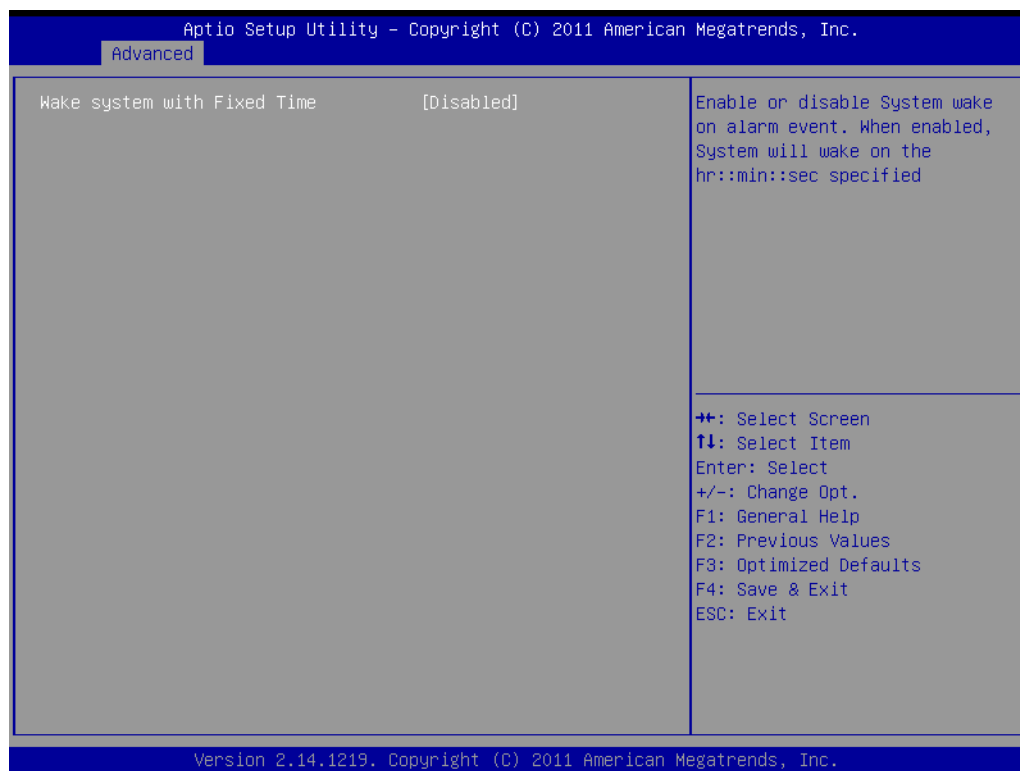 Aptio Setup Utility – Copyright (C) 2011 American Megatrends, Inc.
Advanced
Wake system with Fixed Time [Disabled]
Enable or disable System wake
on alarm event. When enabled,
System will wake on the
hr::min::sec specified
→←: Select Screen
↑↓: Select Item
Enter: Select
+/-: Change Opt.
F1: General Help
F2: Previous Values
F3: Optimized Defaults
F4: Save & Exit
ESC: Exit
Version 2.14.1219. Copyright (C) 2011 American Megatrends, Inc.